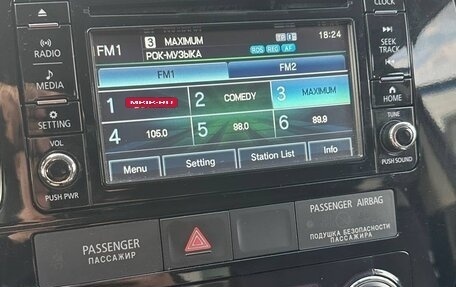 CLOCK
RADIO
MEDIA
SETTING
VOL
PUSH PWR
FM1 3 MAXIMUM TP 18:24
РОК-МУЗЫКА RDS REG AF
FM1 FM2
1 2 COMEDY 3 MAXIMUM
4 105.0 5 98.0 6 89.9
Menu Setting Station List Info
SEEK
TRACK
HOME
TUNE
PUSH SOUND
PASSENGER
ПАССАЖИР
PASSENGER AIRBAG
ПОДУШКА БЕЗОПАСНОСТИ
ПАССАЖИРА